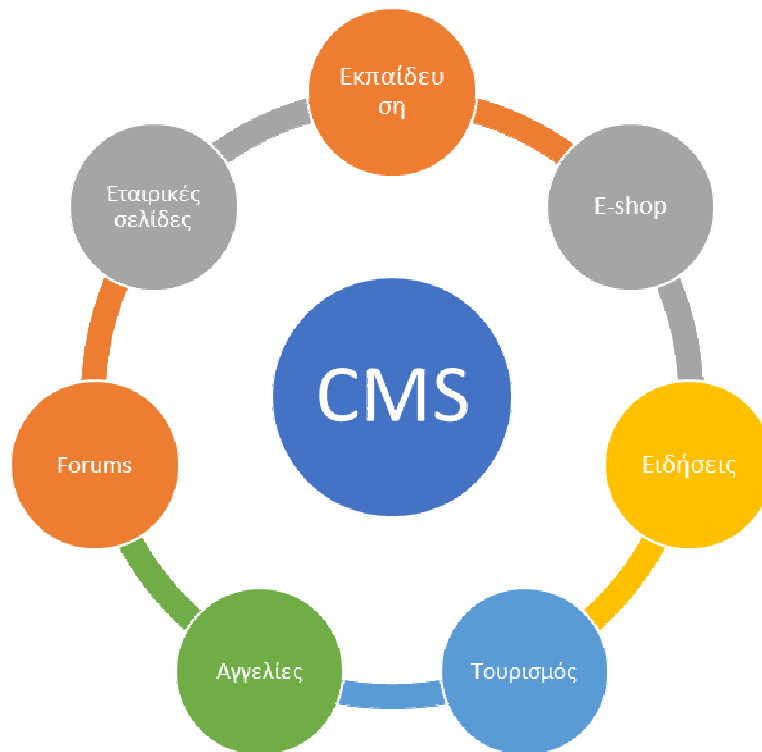 Εκπαίδευ
ση
E-shop
Ειδήσεις
Τουρισμός
Αγγελίες
Forums
Εταιρικές
σελίδες
CMS